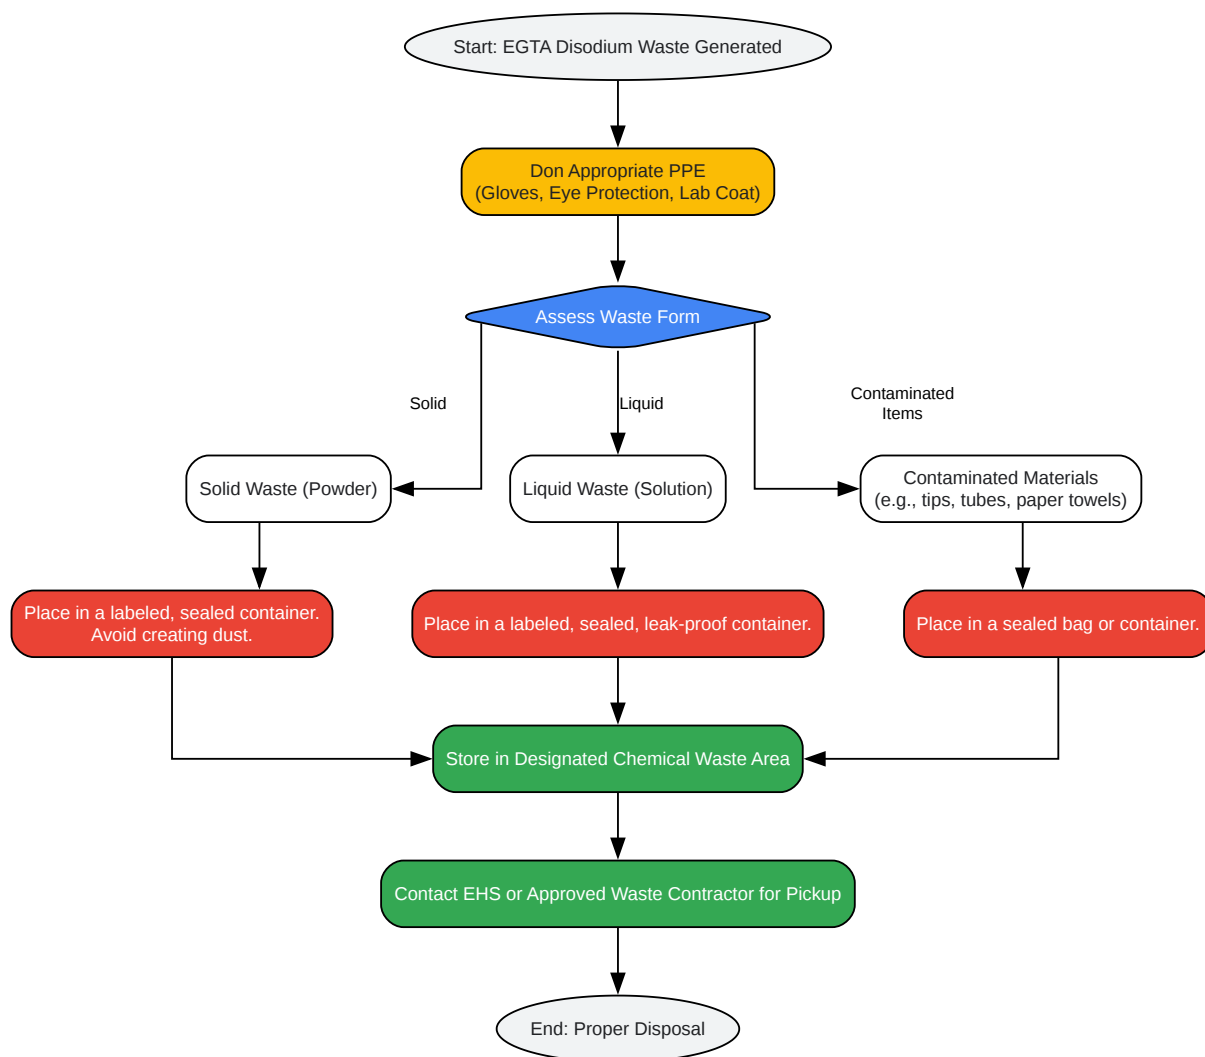 Start: EGTA Disodium Waste Generated
Don Appropriate PPE
(Gloves, Eye Protection, Lab Coat)
Assess Waste Form
Solid
Liquid
Contaminated
Items
Solid Waste (Powder)
Liquid Waste (Solution)
Contaminated Materials
(e.g., tips, tubes, paper towels)
Place in a labeled, sealed container.
Avoid creating dust.
Place in a labeled, sealed, leak-proof container.
Place in a sealed bag or container.
Store in Designated Chemical Waste Area
Contact EHS or Approved Waste Contractor for Pickup
End: Proper Disposal